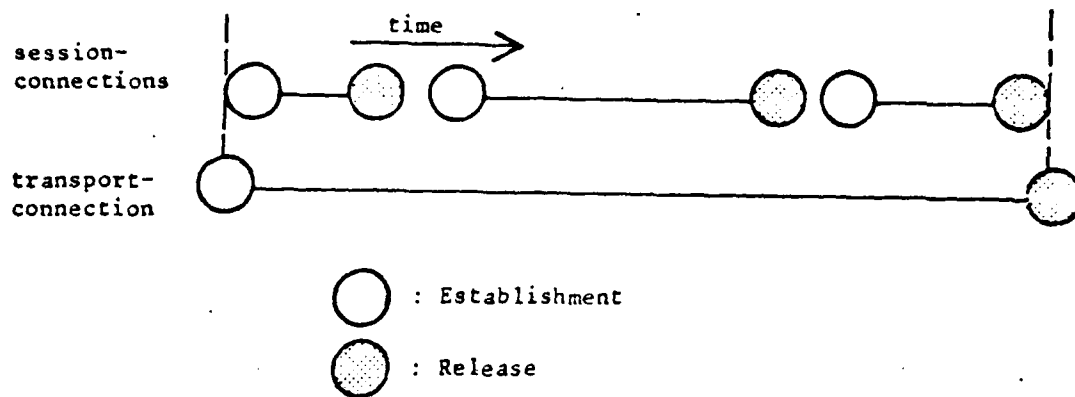 time
session-
connections
transport-
connection
: Establishment
: Release